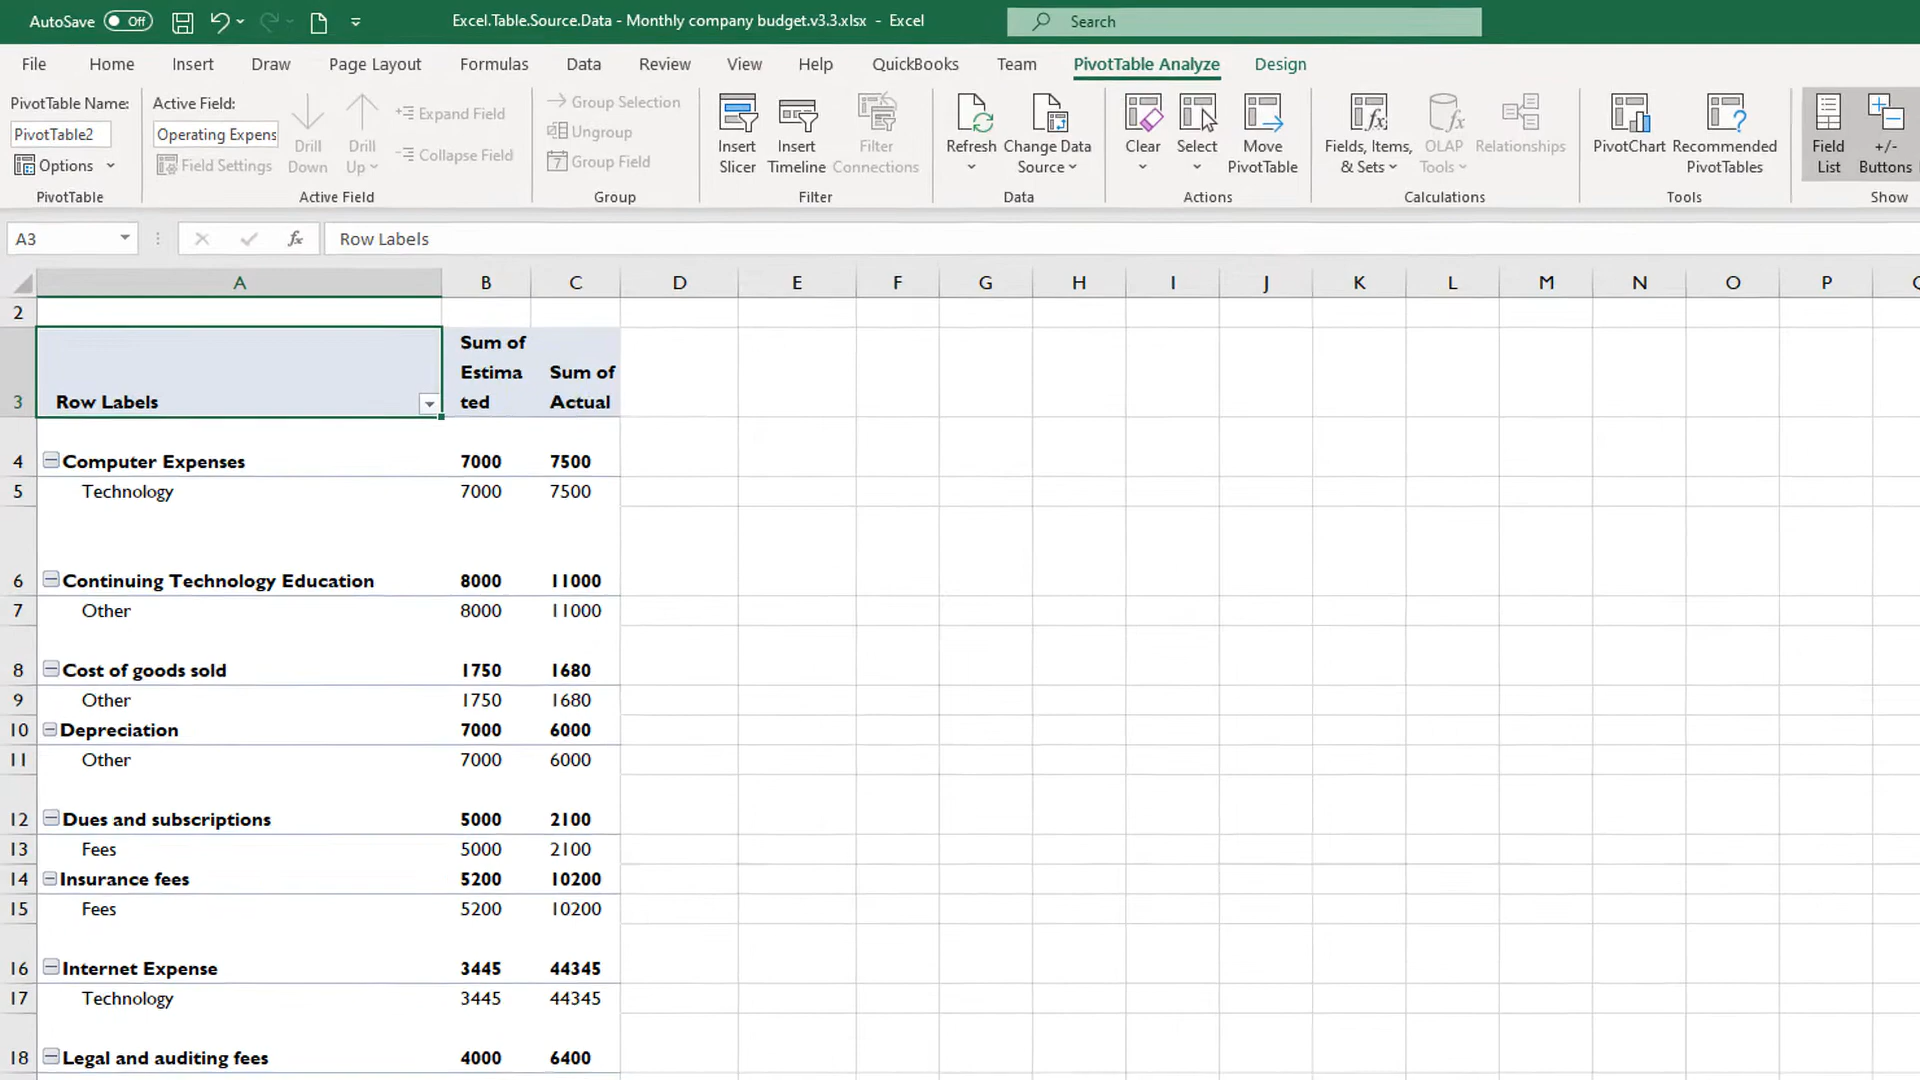 AutoSave Off Excel.Table.Source.Data - Monthly company budget.v3.3.xlsx - Excel Search
File Home Insert Draw Page Layout Formulas Data Review View Help QuickBooks Team PivotTable Analyze Design
PivotTable Name: Active Field:
PivotTable2 Operating Expens
Options Field Settings
Drill Down
Drill Up
Expand Field
Collapse Field
Group Selection
Ungroup
Group Field
Insert Slicer
Insert Timeline
Filter Connections
Refresh
Change Data Source
Clear
Select
Move PivotTable
Fields, Items, & Sets
OLAP Tools
Relationships
PivotChart
Recommended PivotTables
Field List
+/- Buttons
PivotTable Active Field Group Filter Data Actions Calculations Tools Show
A3 fx Row Labels
A B C D E F G H I J K L M N O P
2
3 Row Labels Sum of Estimated Sum of Actual
4 Computer Expenses 7000 7500
5 Technology 7000 7500
6 Continuing Technology Education 8000 11000
7 Other 8000 11000
8 Cost of goods sold 1750 1680
9 Other 1750 1680
10 Depreciation 7000 6000
11 Other 7000 6000
12 Dues and subscriptions 5000 2100
13 Fees 5000 2100
14 Insurance fees 5200 10200
15 Fees 5200 10200
16 Internet Expense 3445 44345
17 Technology 3445 44345
18 Legal and auditing fees 4000 6400